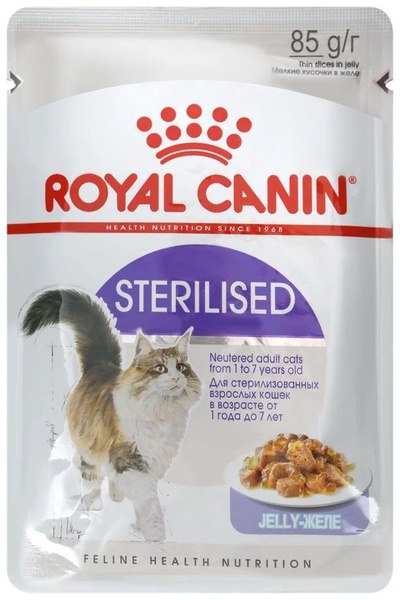 85 g/г
Thin slices in jelly
Мелкие кусочки в желе
ROYAL CANIN®
HEALTH NUTRITION SINCE 1968
STERILISED
Neutered adult cats
from 1 to 7 years old
Для стерилизованных
взрослых кошек
в возрасте от
1 года до 7 лет
JELLY-ЖЕЛЕ
FELINE HEALTH NUTRITION